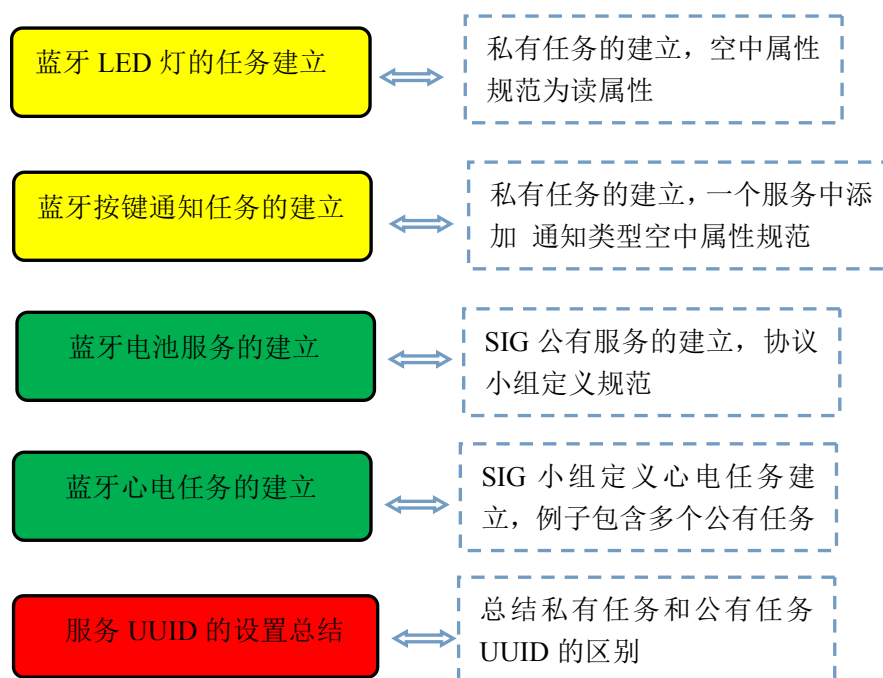 蓝牙 LED 灯的任务建立
私有任务的建立，空中属性
规范为读属性
蓝牙按键通知任务的建立
私有任务的建立，一个服务中添
加 通知类型空中属性规范
蓝牙电池服务的建立
SIG 公有服务的建立，协议
小组定义规范
蓝牙心电任务的建立
SIG 小组定义心电任务建
立，例子包含多个公有任务
服务 UUID 的设置总结
总结私有任务和公有任务
UUID 的区别